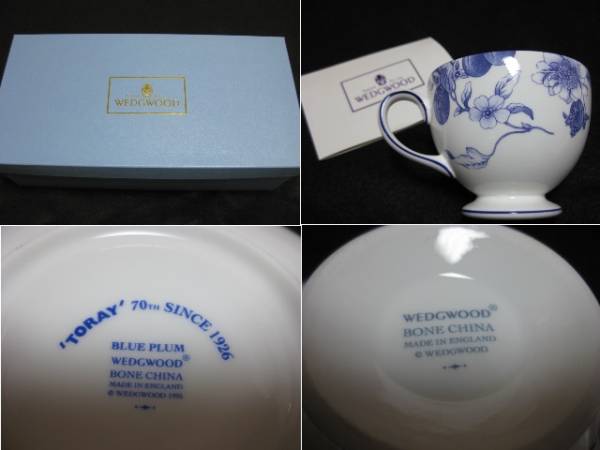 WEDGWOOD
WEDGWOOD
'TORAY' 70TH SINCE 1926
BLUE PLUM
WEDGWOOD®
BONE CHINA
MADE IN ENGLAND
© WEDGWOOD
WEDGWOOD®
BONE CHINA
MADE IN ENGLAND
© WEDGWOOD